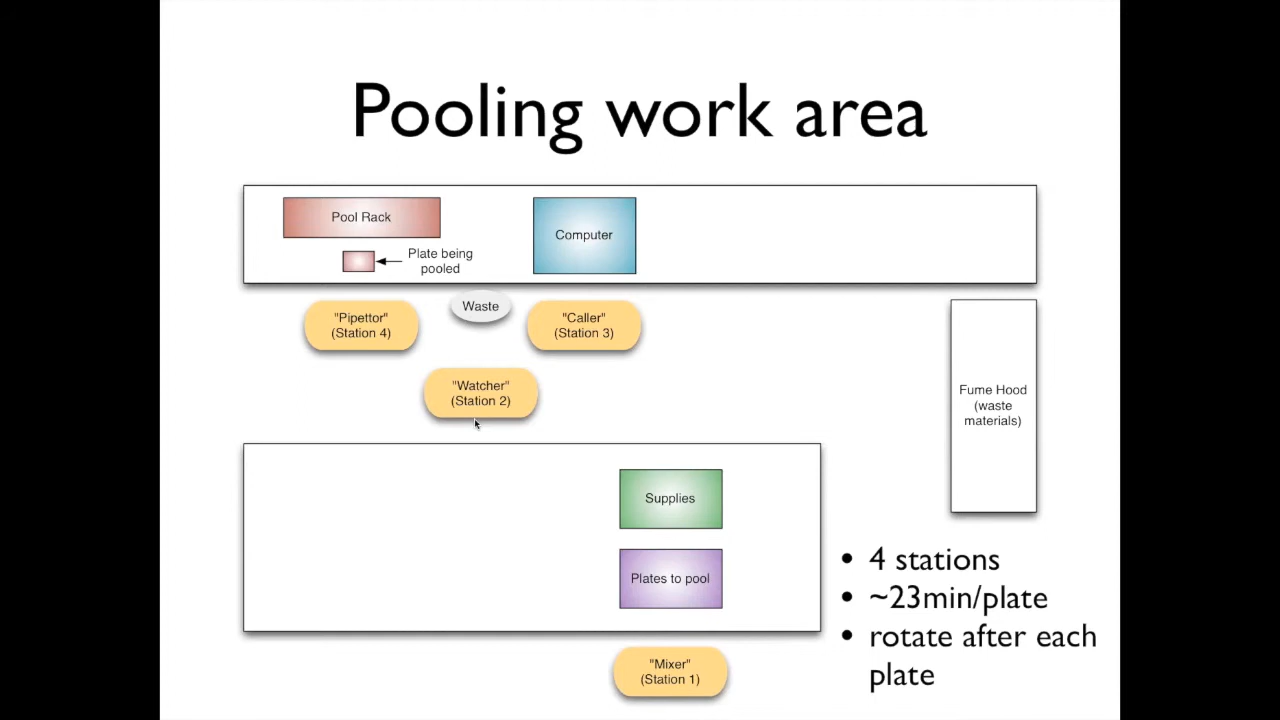 Pooling work area
Pool Rack
Computer
Plate being
pooled
Waste
"Pipettor"
(Station 4)
"Caller"
(Station 3)
"Watcher"
(Station 2)
Fume Hood
(waste
materials)
Supplies
Plates to pool
"Mixer"
(Station 1)
• 4 stations
• ~23min/plate
• rotate after each
plate